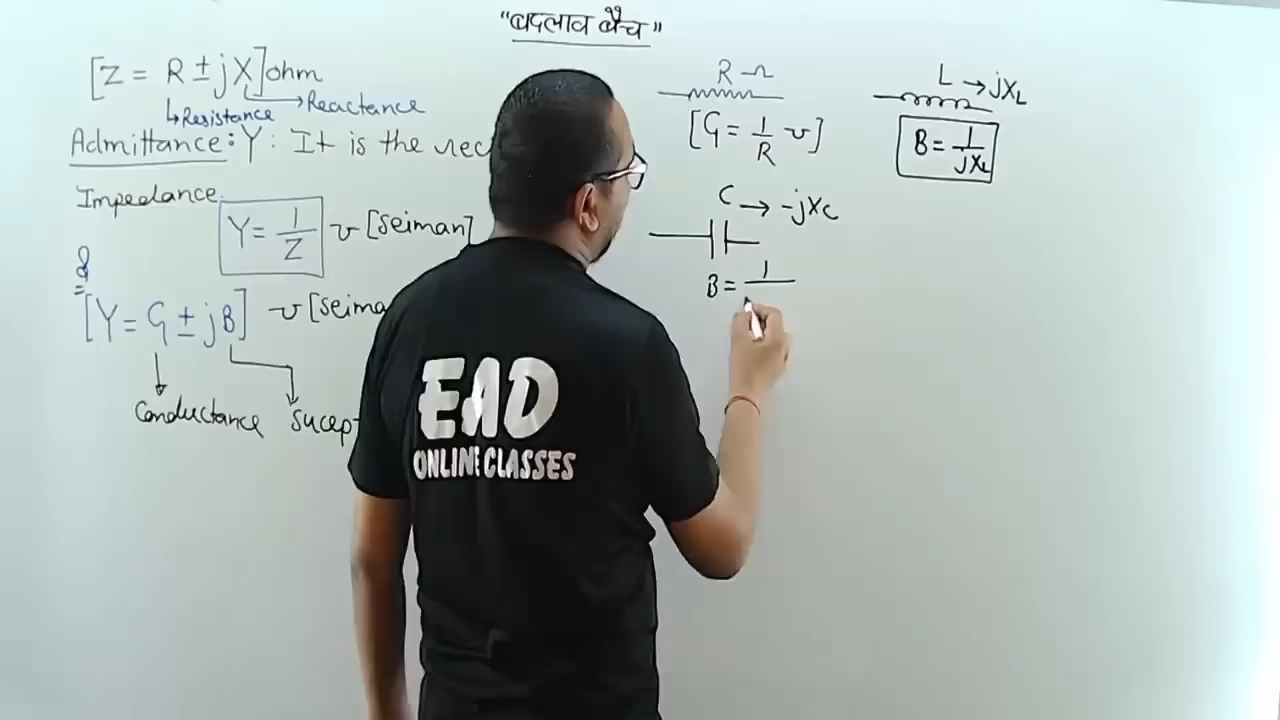 "बदलाव बैच"
[Z = R ± jX] ohm
↳Resistance → Reactance
Admittance: Y: It is the rec
Impedance.
Y = 1/Z ℧ [Seiman]
&
[Y = G ± jB] ℧ [Seima
Conductance Sucept
R Ω
[G = 1/R ℧]
L → jXL
B = 1/jXL
C → -jXc
B = 1
EAD
ONLINE CLASSES